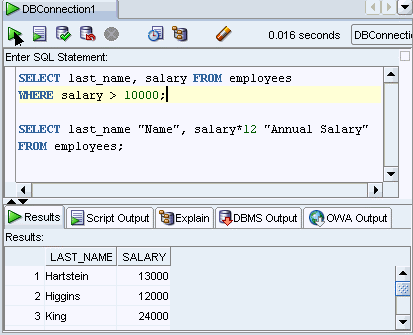 DBConnection1
0.016 seconds
DBConnectio
Enter SQL Statement:
SELECT last_name, salary FROM employees
WHERE salary > 10000;
SELECT last_name "Name", salary*12 "Annual Salary"
FROM employees;
Results Script Output Explain DBMS Output OWA Output
Results:
LAST_NAME SALARY
1 Hartstein 13000
2 Higgins 12000
3 King 24000